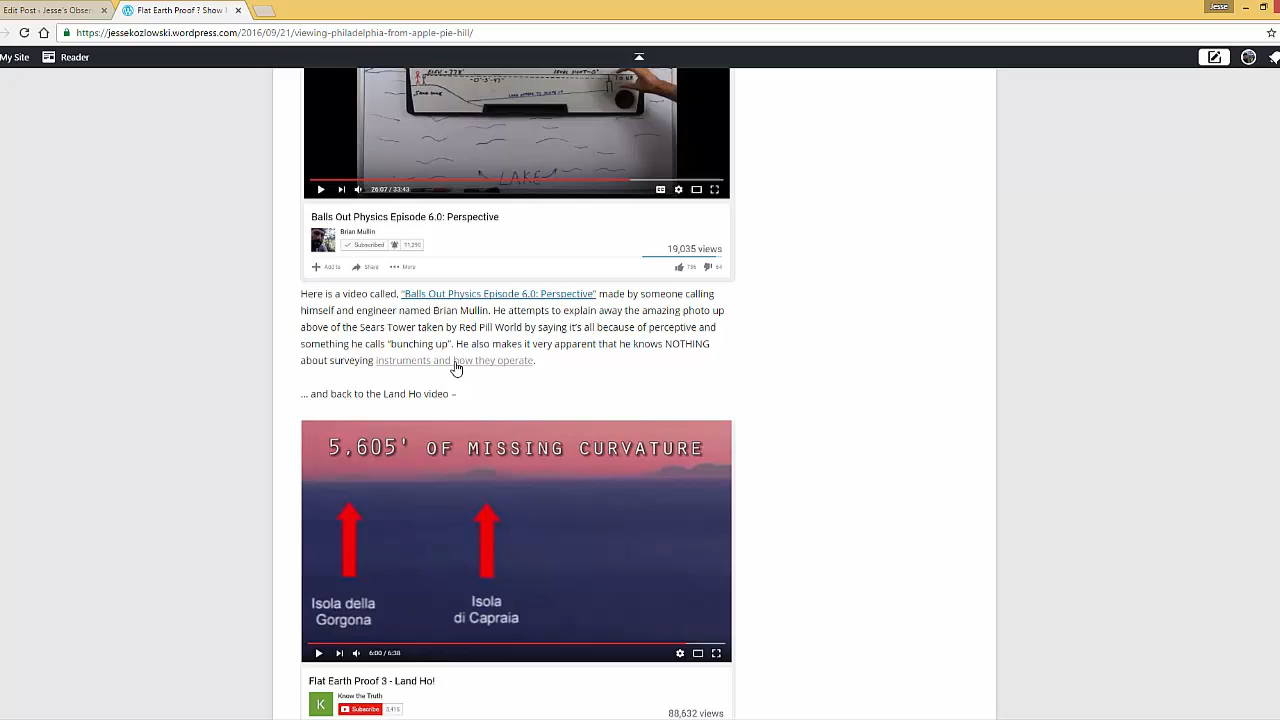 Edit Post ‹ Jesse's Obser
Flat Earth Proof ? Show
Jesse
https://jessekozlowski.wordpress.com/2016/09/21/viewing-philadelphia-from-apple-pie-hill/
My Site
Reader
LAKE
26:07 / 33:43
Balls Out Physics Episode 6.0: Perspective
Brian Mullin
Subscribed
11,290
19,035 views
Add to
Share
More
736
64
Here is a video called, "Balls Out Physics Episode 6.0: Perspective" made by someone calling
himself and engineer named Brian Mullin. He attempts to explain away the amazing photo up
above of the Sears Tower taken by Red Pill World by saying it's all because of perceptive and
something he calls "bunching up". He also makes it very apparent that he knows NOTHING
about surveying instruments and how they operate.
... and back to the Land Ho video –
5,605' OF MISSING CURVATURE
Isola della
Gorgona
Isola
di Capraia
6:00 / 6:38
Flat Earth Proof 3 - Land Ho!
K
Know the Truth
Subscribe
3,415
88,632 views